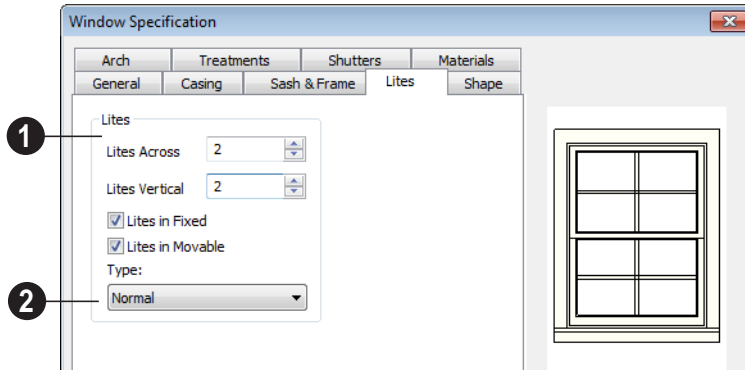 Window Specification
Arch Treatments Shutters Materials
General Casing Sash & Frame Lites Shape
Lites
1
Lites Across 2
Lites Vertical 2
Lites in Fixed
Lites in Movable
Type:
2
Normal